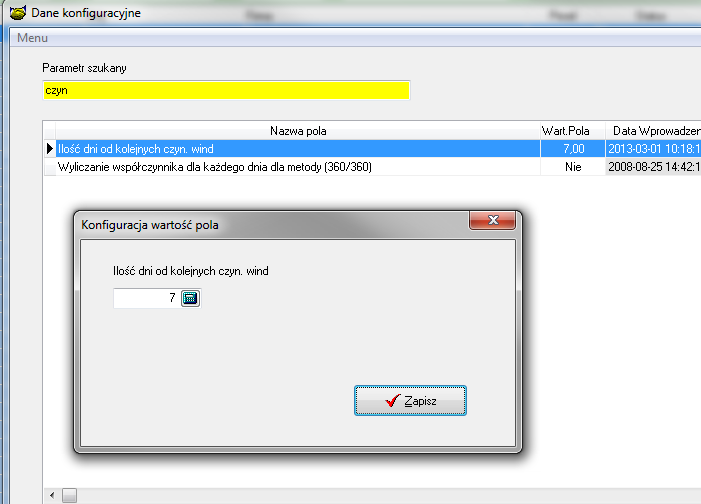 Dane konfiguracyjne
Menu
Parametr szukany
czyn
Nazwa pola Wart.Pola Data Wprowadzen
Ilość dni od kolejnych czyn. wind 7,00 2013-03-01 10:18:1
Wyliczanie współczynnika dla każdego dnia dla metody (360/360) Nie 2008-08-25 14:42:1
Konfiguracja wartość pola
Ilość dni od kolejnych czyn. wind
7
Zapisz